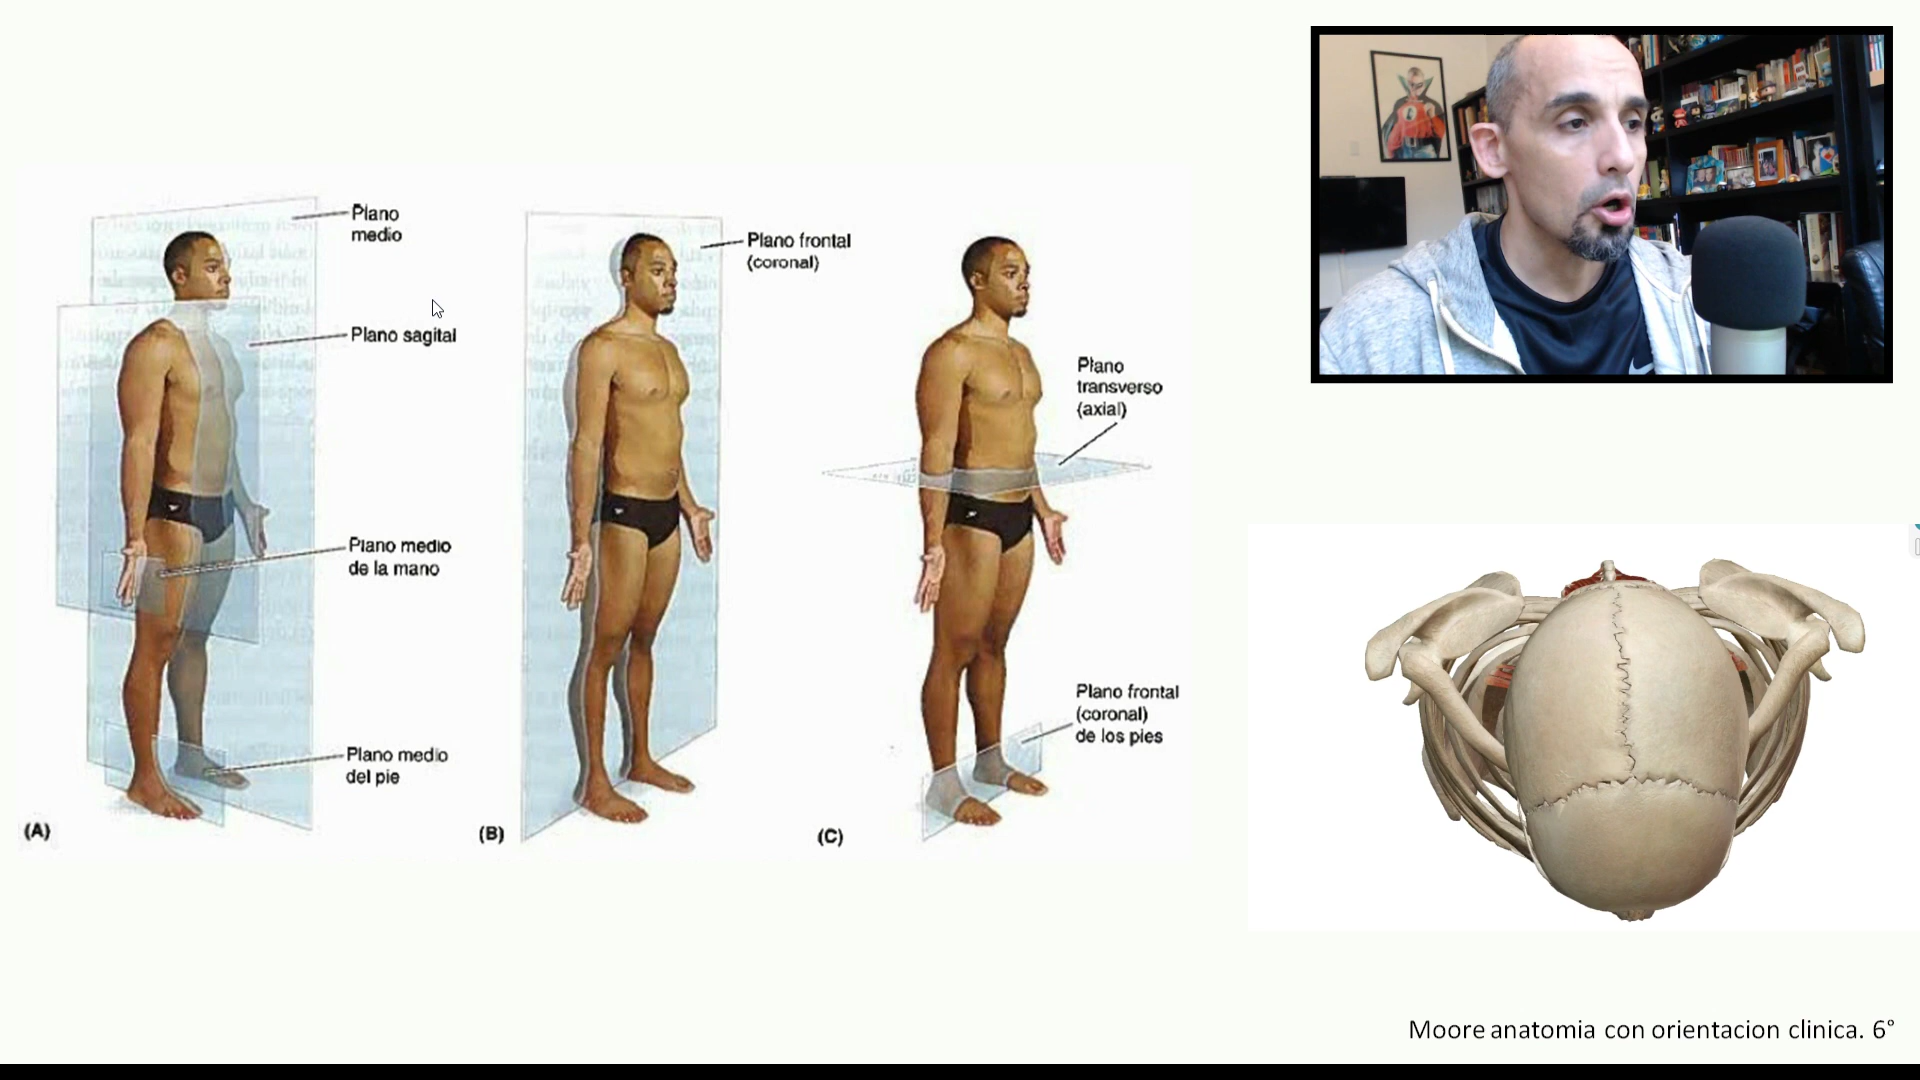 Plano
medio
Plano sagital
Plano medio
de la mano
Plano medio
del pie
(A)
Plano frontal
(coronal)
(B)
Plano
transverso
(axial)
Plano frontal
(coronal)
de los pies
(C)
Moore anatomia con orientacion clinica. 6°